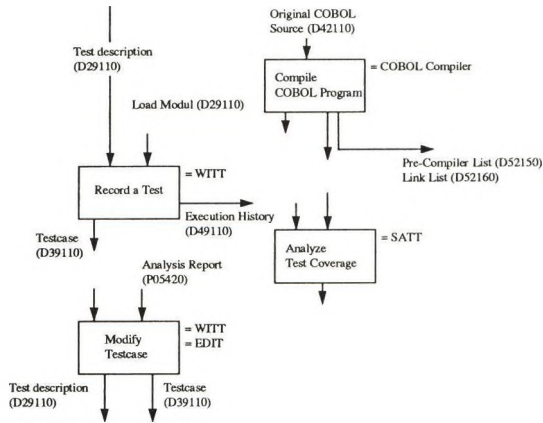 Original COBOL
Source (D42110)
Test description
(D29110)
Compile
COBOL Program
= COBOL Compiler
Load Modul (D29110)
Pre-Compiler List (D52150)
Link List (D52160)
Record a Test
= WITT
Execution History
(D49110)
Testcase
(D39110)
Analyze
Test Coverage
= SATT
Analysis Report
(P05420)
Modify
Testcase
= WITT
= EDIT
Test description
(D29110)
Testcase
(D39110)